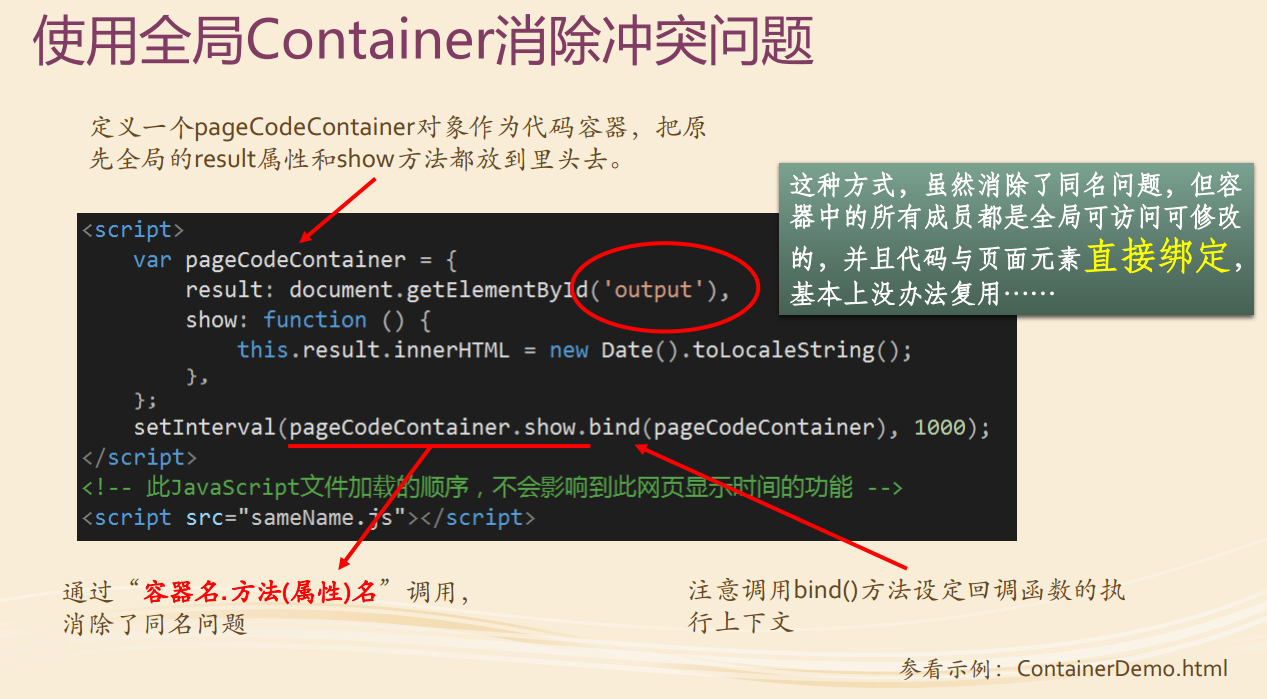 使用全局Container消除冲突问题
定义一个pageCodeContainer对象作为代码容器，把原
先全局的result属性和show方法都放到里头去。
这种方式，虽然消除了同名问题，但容
器中的所有成员都是全局可访问可修改
的，并且代码与页面元素直接绑定，
基本上没办法复用……
<script>
var pageCodeContainer = {
result: document.getElementById('output'),
show: function () {
this.result.innerHTML = new Date().toLocaleString();
},
};
setInterval(pageCodeContainer.show.bind(pageCodeContainer), 1000);
</script>
<!-- 此JavaScript文件加载的顺序，不会影响到此网页显示时间的功能 -->
<script src="sameName.js"></script>
通过“容器名.方法(属性)名”调用，
消除了同名问题
注意调用bind()方法设定回调函数的执
行上下文
参看示例：ContainerDemo.html